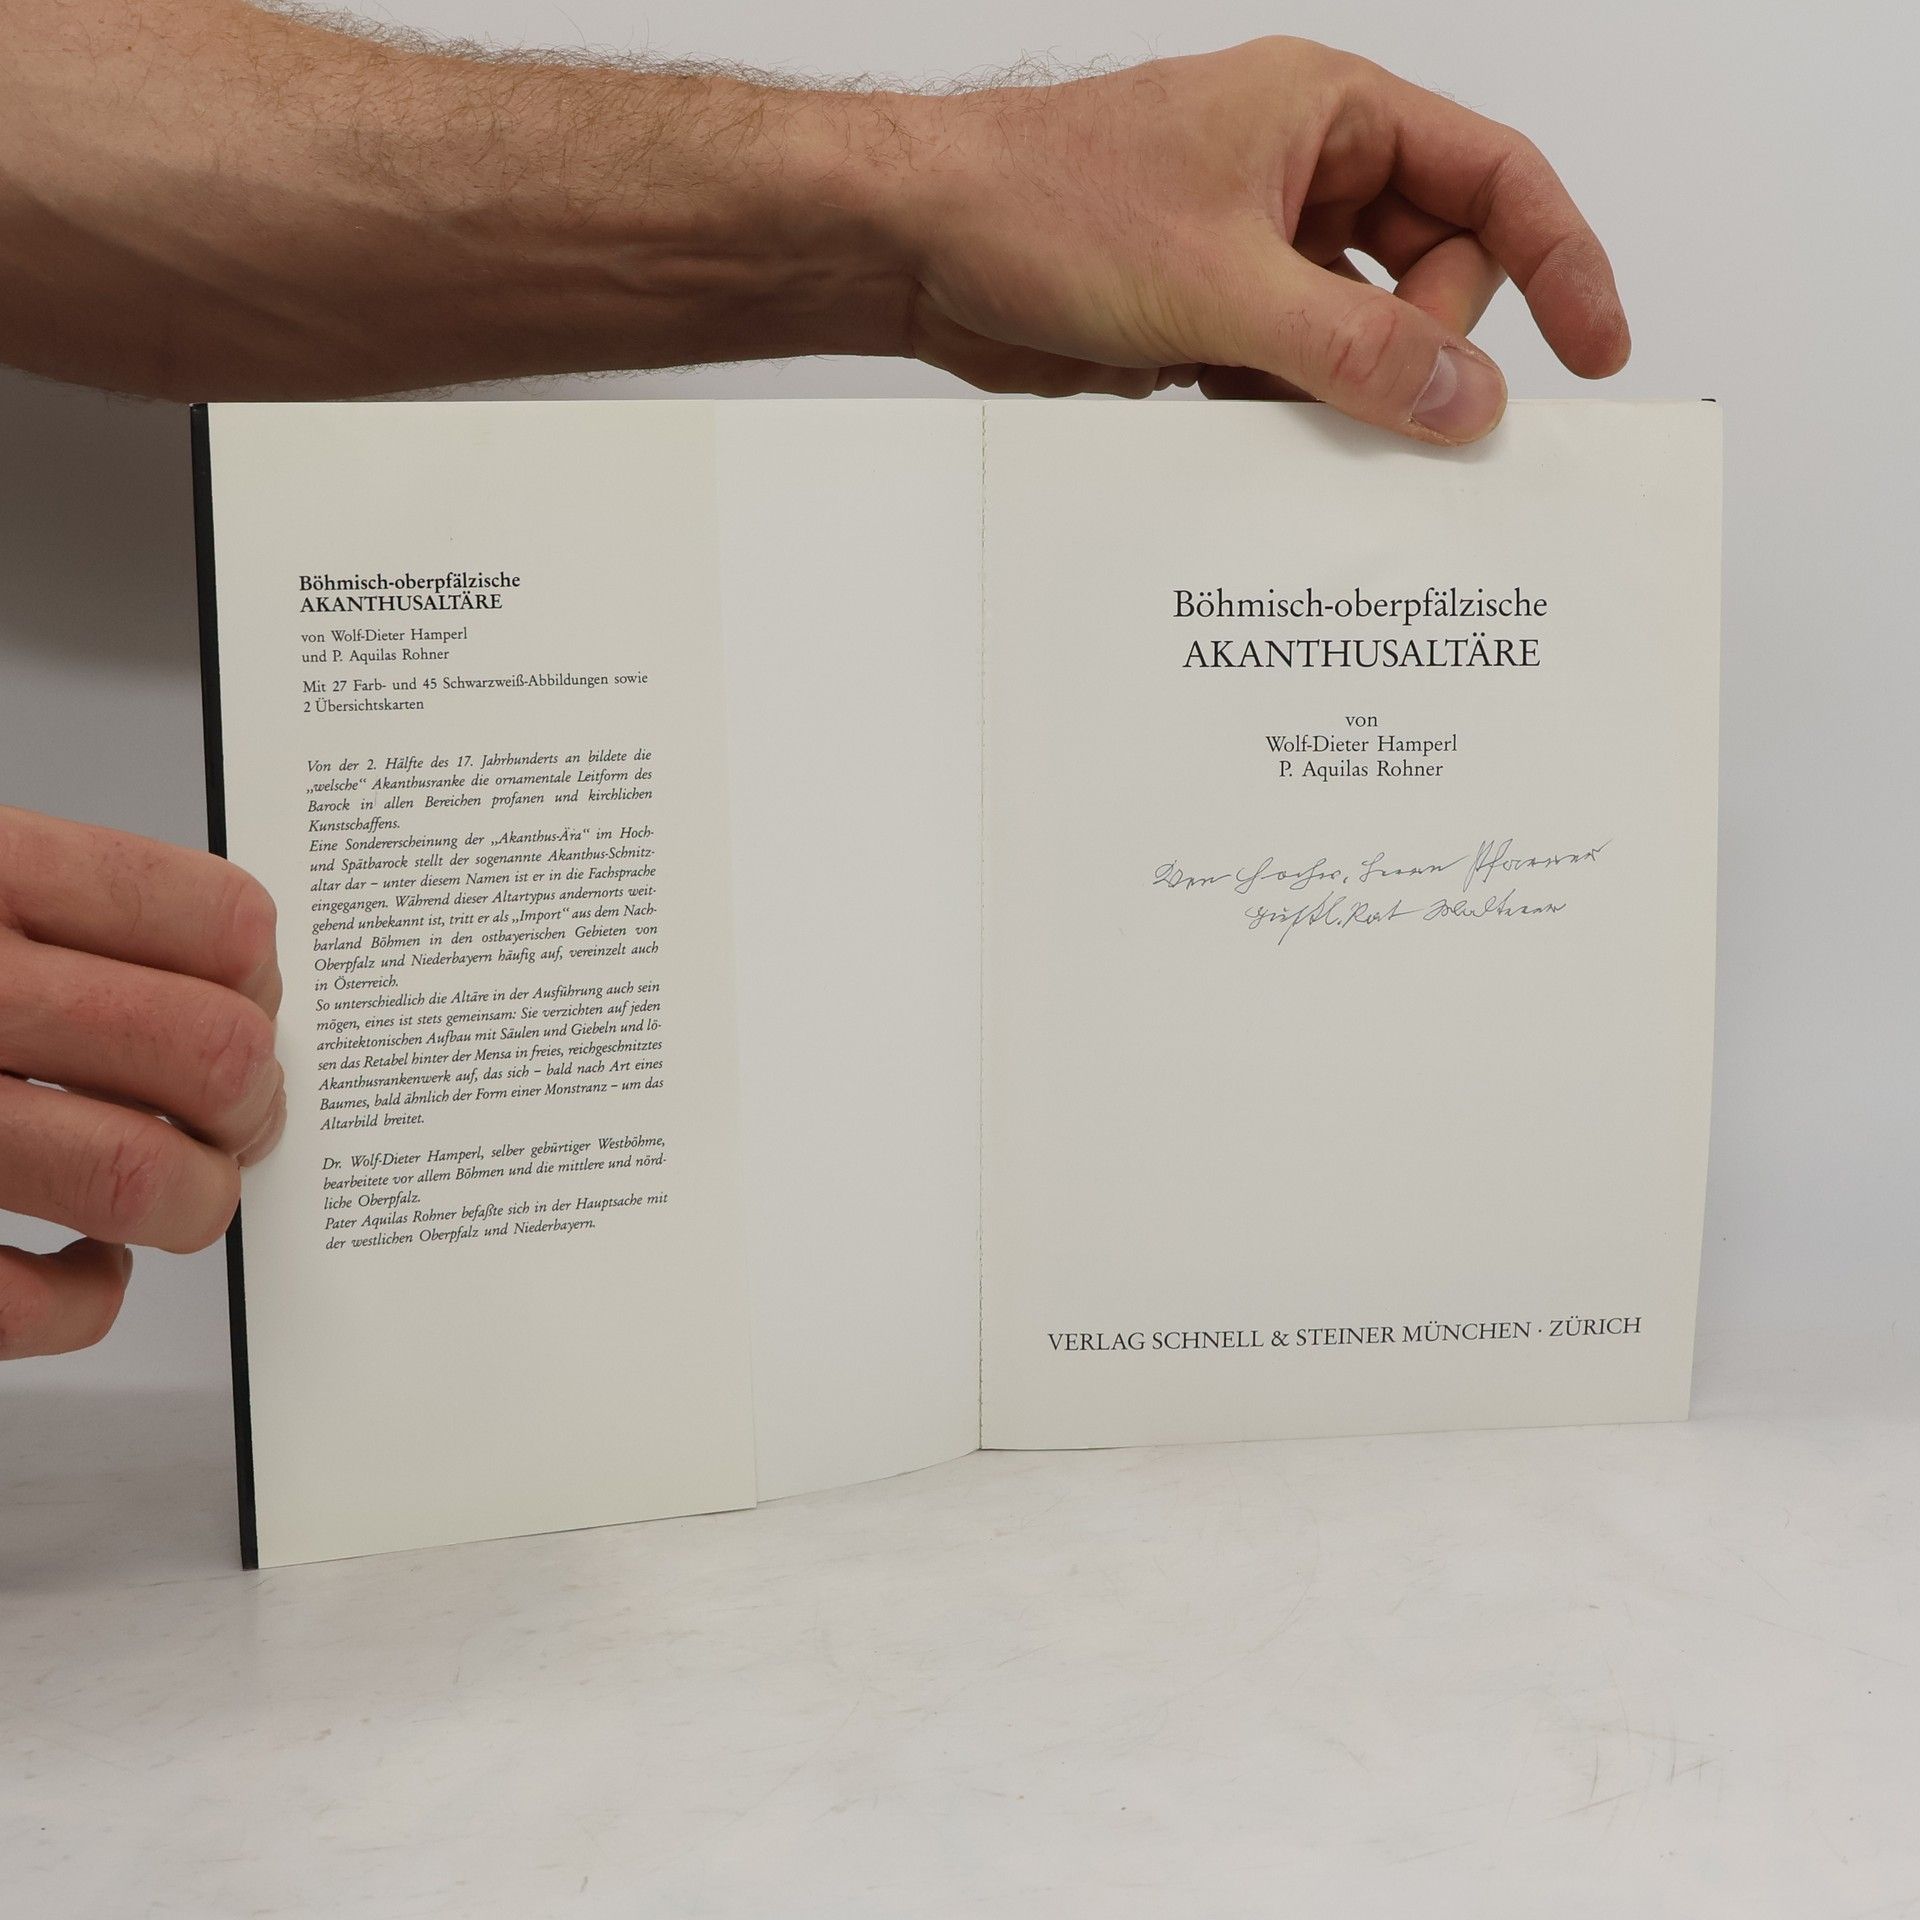 Böhmisch-oberpfälzische
AKANTHUSALTÄRE
von Wolf-Dieter Hamperl
und P. Aquilas Rohner
Mit 27 Farb- und 45 Schwarzweiß-Abbildungen sowie
2 Übersichtskarten
Von der 2. Hälfte des 17. Jahrhunderts an bildete die
„welsche“ Akanthusranke die ornamentale Leitform des
Barock in allen Bereichen profanen und kirchlichen
Kunstschaffens.
Eine Sondererscheinung der „Akanthus-Ära“ im Hoch-
und Spätbarock stellt der sogenannte Akanthus-Schnitz-
altar dar – unter diesem Namen ist er in die Fachsprache
eingegangen. Während dieser Altartypus andernorts weit-
gehend unbekannt ist, tritt er als „Import“ aus dem Nach-
barland Böhmen in den ostbayerischen Gebieten von
Oberpfalz und Niederbayern häufig auf, vereinzelt auch
in Österreich.
So unterschiedlich die Altäre in der Ausführung auch sein
mögen, eines ist stets gemeinsam: Sie verzichten auf jeden
architektonischen Aufbau mit Säulen und Giebeln und lö-
sen das Retabel hinter der Mensa in freies, reichgeschnitztes
Akanthusrankenwerk auf, das sich – bald nach Art eines
Baumes, bald ähnlich der Form einer Monstranz – um das
Altarbild breitet.
Dr. Wolf-Dieter Hamperl, selber gebürtiger Westböhme,
bearbeitete vor allem Böhmen und die mittlere und nörd-
liche Oberpfalz.
Pater Aquilas Rohner befaßte sich in der Hauptsache mit
der westlichen Oberpfalz und Niederbayern.
Böhmisch-oberpfälzische
AKANTHUSALTÄRE
von
Wolf-Dieter Hamperl
P. Aquilas Rohner
Von Herrn Pfarrer
Rat
VERLAG SCHNELL & STEINER MÜNCHEN · ZÜRICH